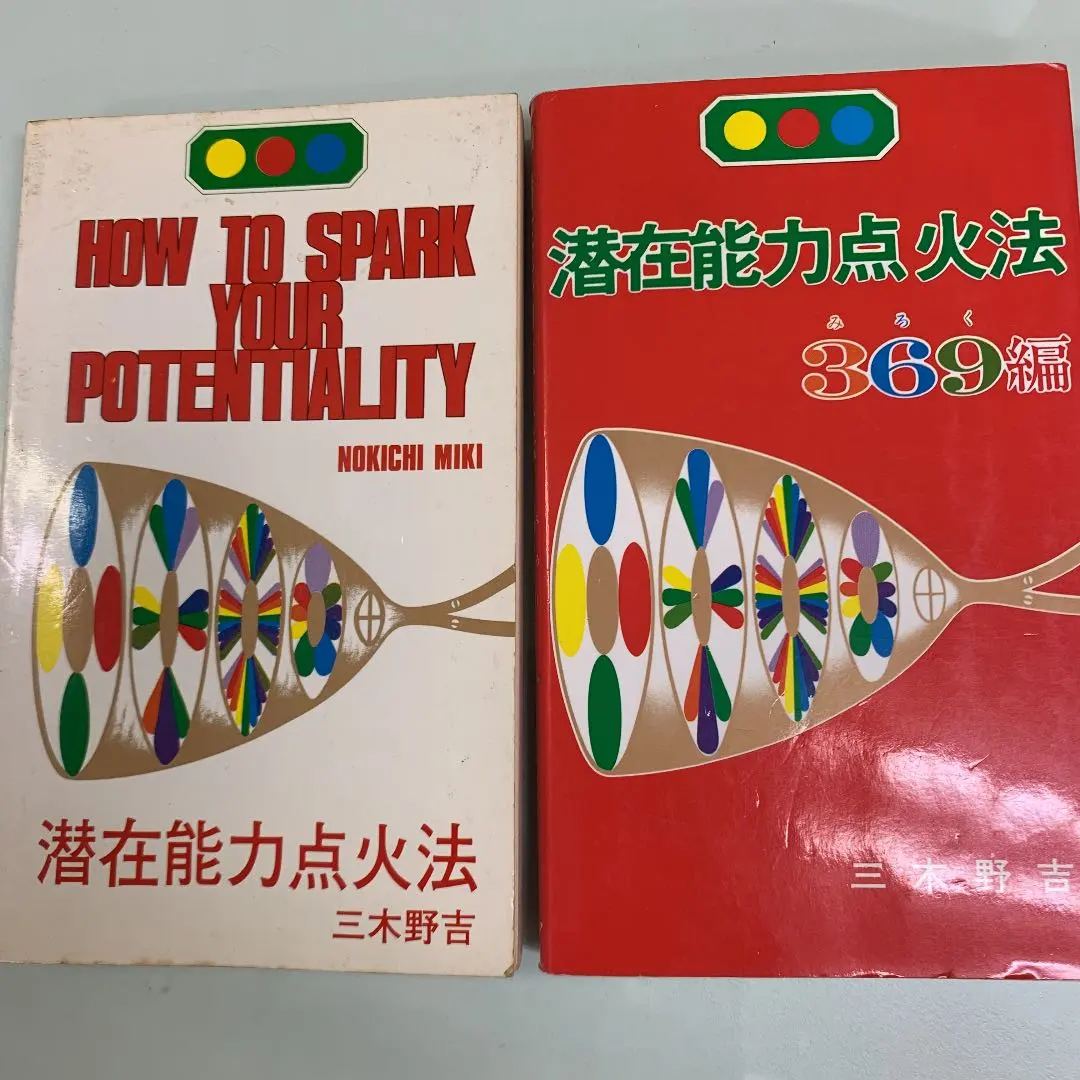 HOW TO SPARK
YOUR
POTENTIALITY
NOKICHI MIKI
潜在能力点火法
三木野吉
潜在能力点火法
みろく
369編
三木野吉